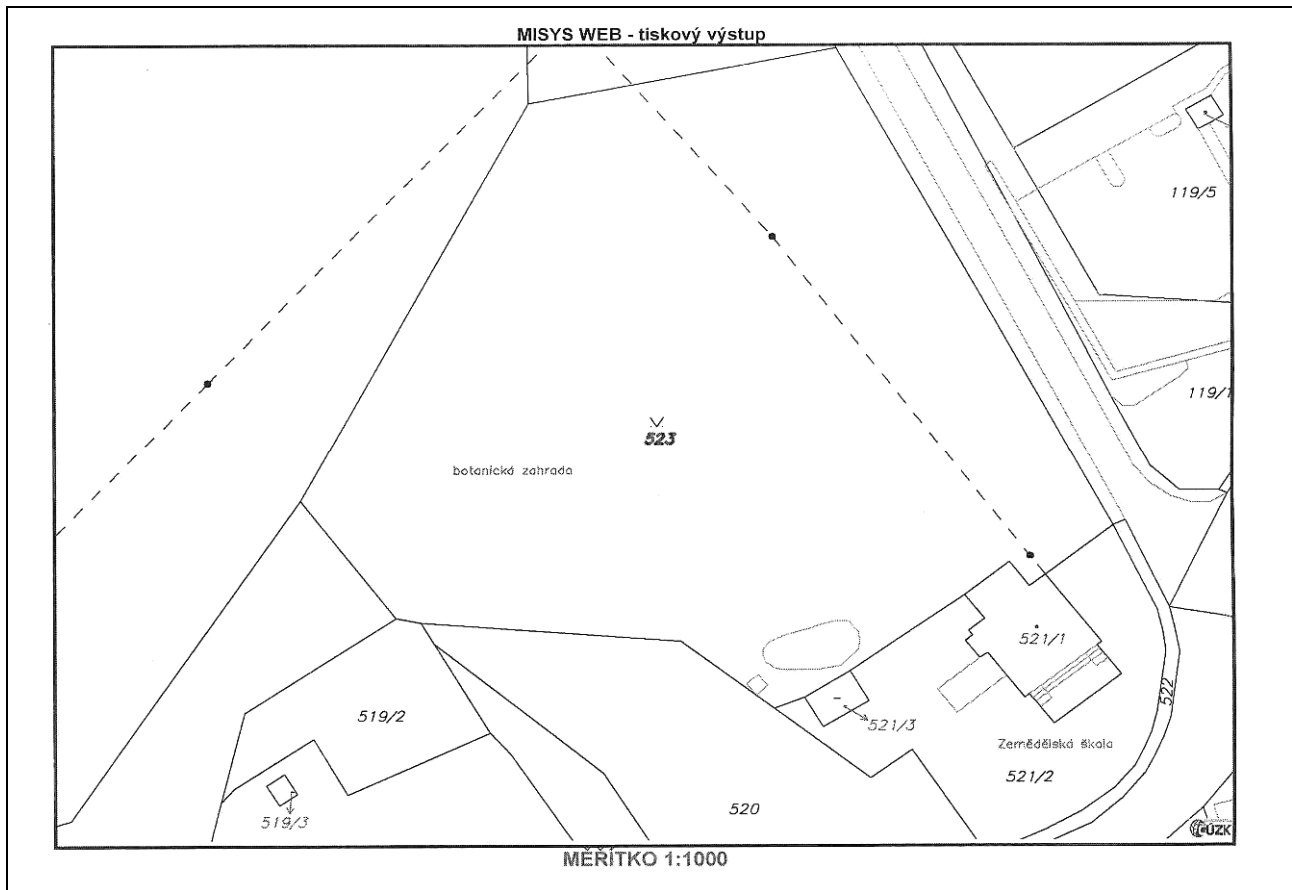 MISYS WEB - tiskový výstup
119/5
119/1
523
botanická zahrada
521/1
522
519/2
521/3
Zemědělská škola
521/2
520
519/3
ČÚZK
MĚŘÍTKO 1:1000